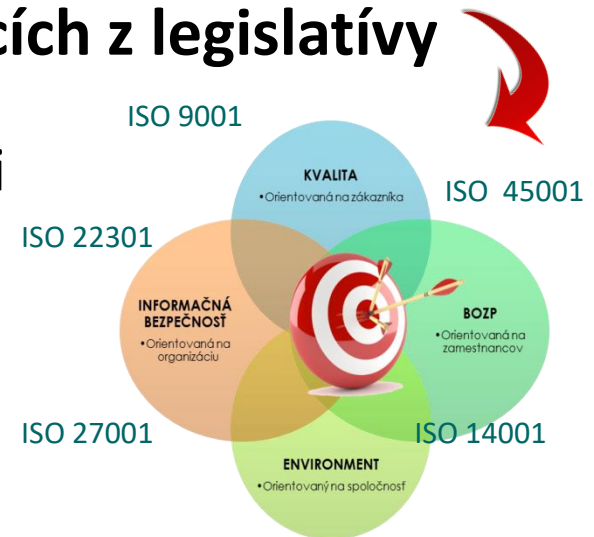 cích z legislatívy
ISO 9001
i
KVALITA
•Orientovaná na zákazníka
ISO 45001
ISO 22301
INFORMAČNÁ
BEZPEČNOSŤ
•Orientovaná na
organizáciu
BOZP
•Orientovaná na
zamestnancov
ISO 27001
ISO 14001
ENVIRONMENT
•Orientovaný na spoločnosť